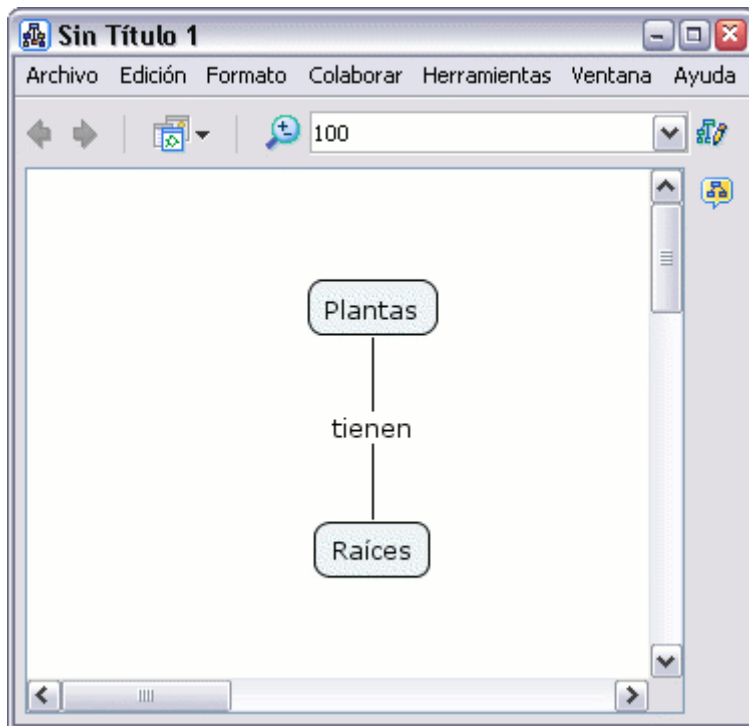 Sin Título 1
Archivo Edición Formato Colaborar Herramientas Ventana Ayuda
100
Plantas
tienen
Raíces